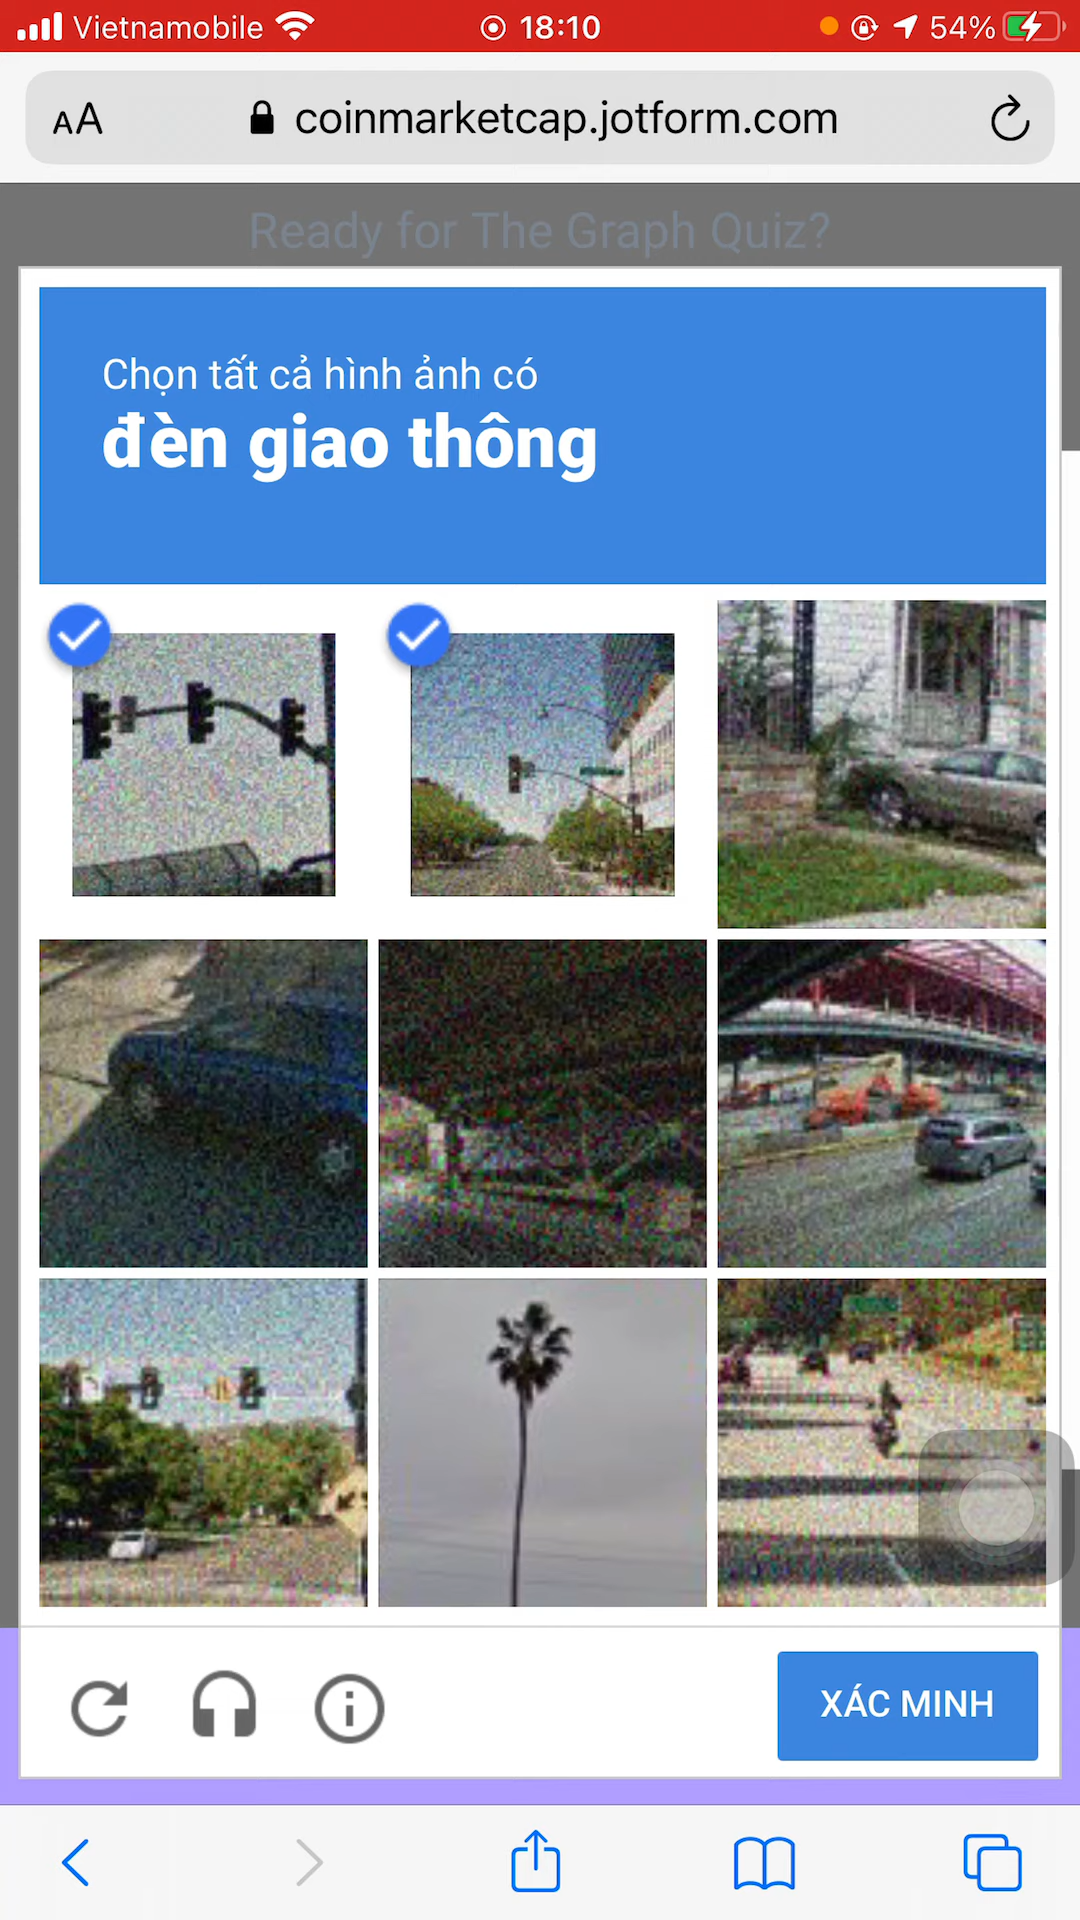 Vietnamobile 18:10 54%
AA coinmarketcap.jotform.com
Ready for The Graph Quiz?
Chọn tất cả hình ảnh có
đèn giao thông
XÁC MINH